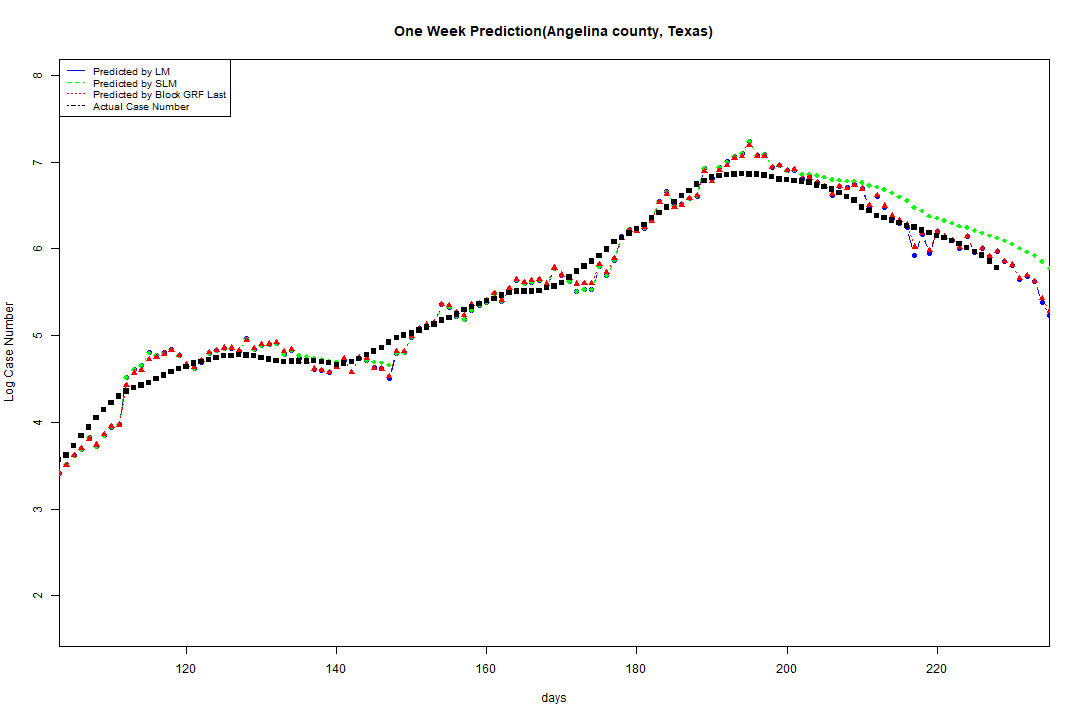 One Week Prediction(Angelina county, Texas)
Predicted by LM
Predicted by SLM
Predicted by Block GRF Last
Actual Case Number
8
7
6
5
4
3
2
Log Case Number
120 140 160 180 200 220
days